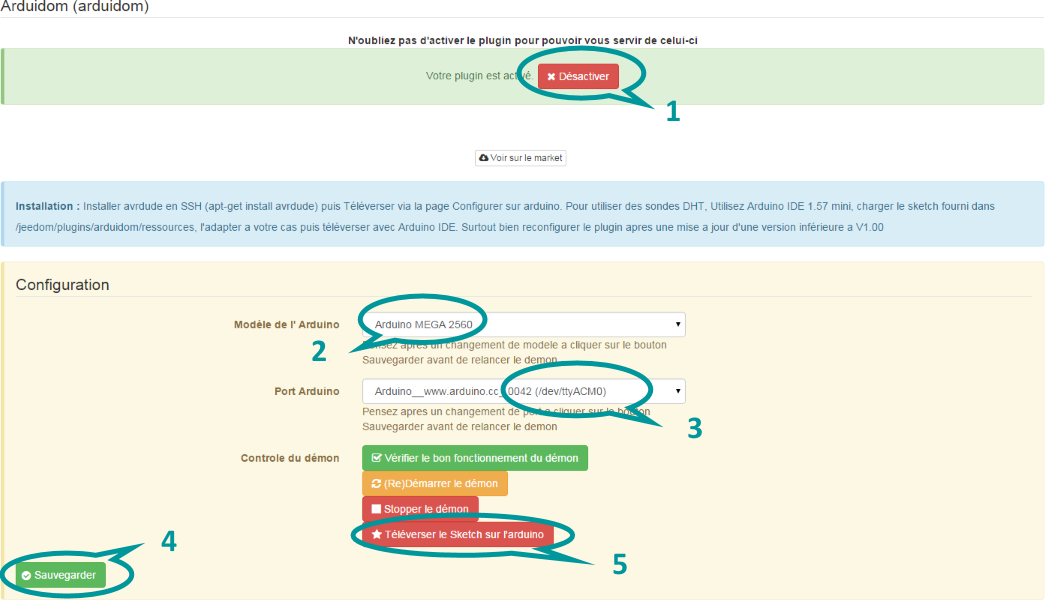 Arduidom (arduidom)
N'oubliez pas d'activer le plugin pour pouvoir vous servir de celui-ci
Votre plugin est activé. Désactiver
1
Voir sur le market
Installation : Installer avrdude en SSH (apt-get install avrdude) puis Téléverser via la page Configurer sur arduino. Pour utiliser des sondes DHT, Utilisez Arduino IDE 1.57 mini, charger le sketch fourni dans
/jeedom/plugins/arduidom/ressources, l'adapter a votre cas puis téléverser avec Arduino IDE. Surtout bien reconfigurer le plugin apres une mise a jour d'une version inférieure a V1.00
Configuration
Modèle de l' Arduino Arduino MEGA 2560
2
Pensez apres un changement de modele a cliquer sur le bouton
Sauvegarder avant de relancer le demon
Port Arduino Arduino__www.arduino.cc_0042 (/dev/ttyACM0)
Pensez apres un changement de port a cliquer sur le bouton
Sauvegarder avant de relancer le demon
3
Controle du démon Vérifier le bon fonctionnement du démon
(Re)Démarrer le démon
Stopper le démon
Téléverser le Sketch sur l'arduino
4
5
Sauvegarder